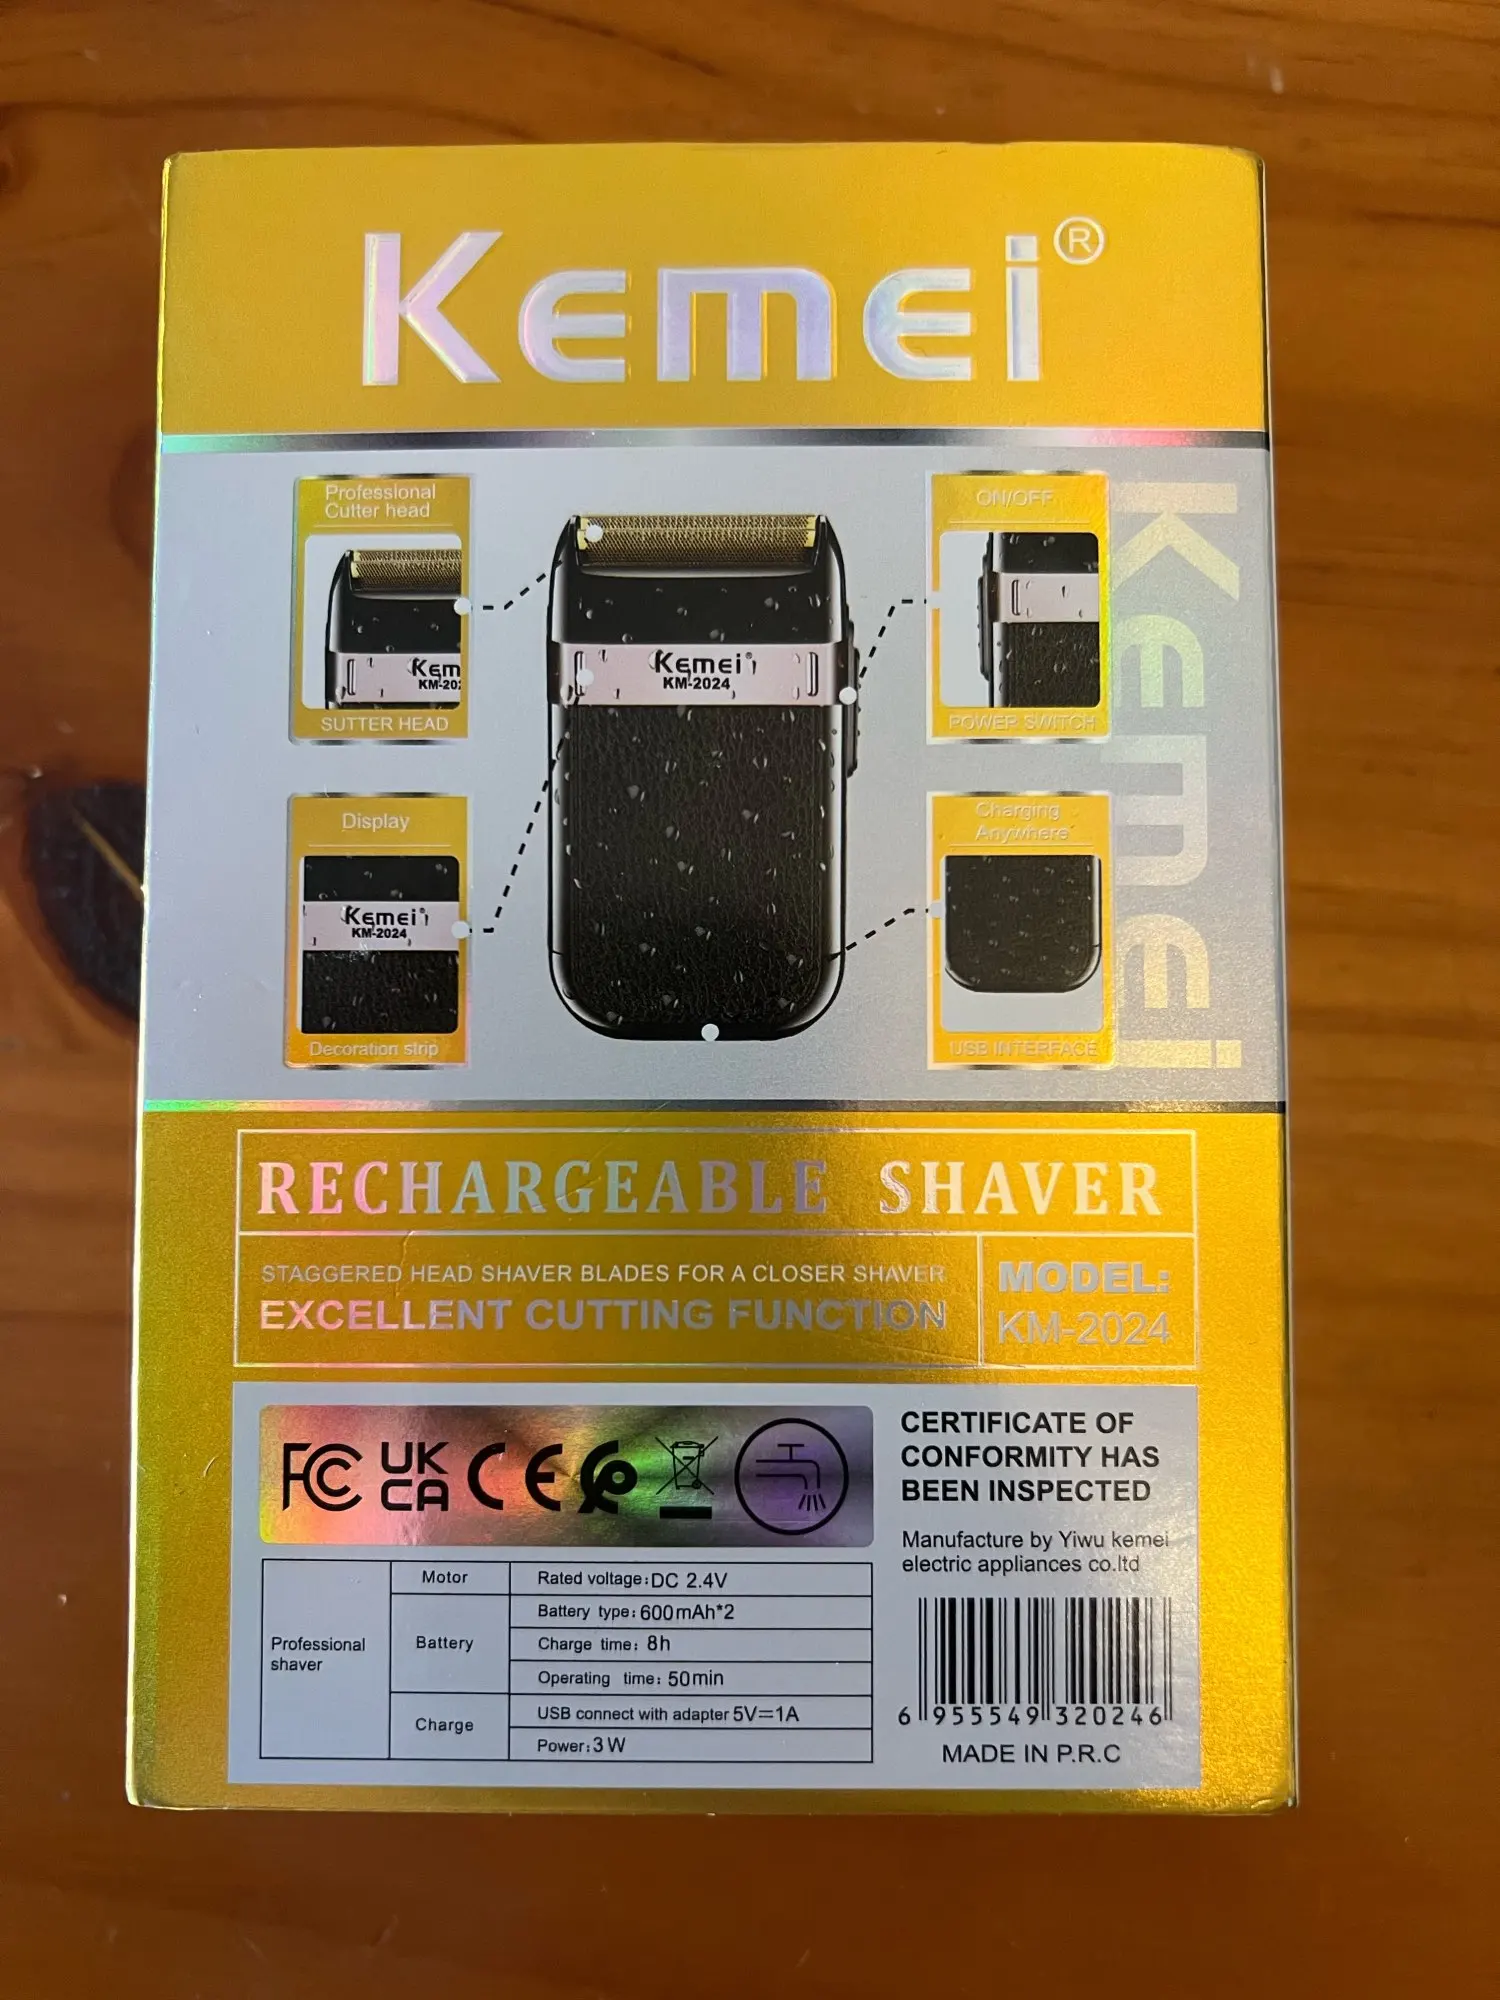 Kemei®
Professional
Cutter head
KEM
KM-202
SUTTER HEAD
ON/OFF
POWER SWITCH
Kemei®
KM-2024
Kemei
Display
Kemei®
KM-2024
Decoration strip
Charging
Anywhere
USB INTERFACE
RECHARGEABLE SHAVER
STAGGERED HEAD SHAVER BLADES FOR A CLOSER SHAVER
EXCELLENT CUTTING FUNCTION
MODEL:
KM-2024
FC UK CA CE
CERTIFICATE OF
CONFORMITY HAS
BEEN INSPECTED
Manufacture by Yiwu kemei
electric appliances co.ltd
Professional
shaver
Motor
Rated voltage:DC 2.4V
Battery
Battery type:600mAh*2
Charge time: 8h
Operating time: 50min
Charge
USB connect with adapter 5V=1A
Power:3W
6 955549 320246
MADE IN P.R.C